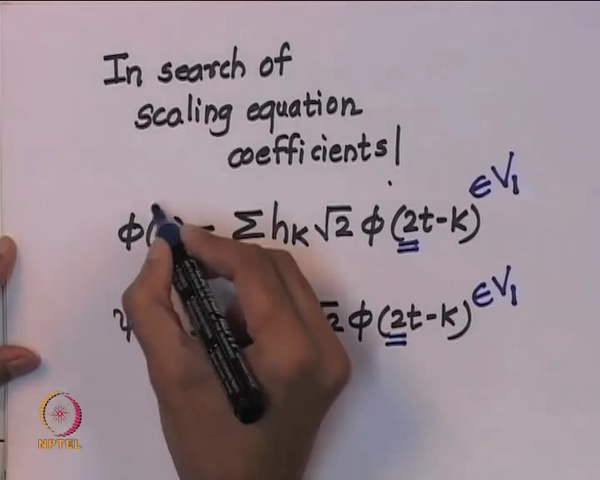 In search of
scaling equation
coefficients!
ϕ( ) = Σ hₖ √2 ϕ(2t-k) ∈ V₁
ψ √2 ϕ(2t-k) ∈ V₁
NPTEL